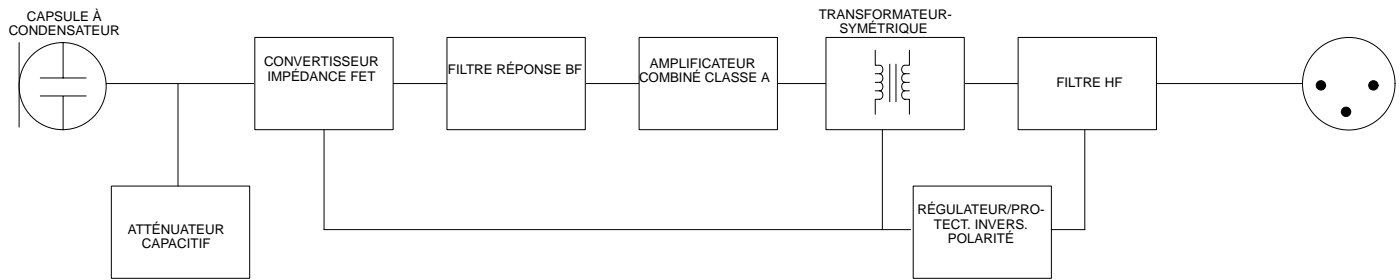 CAPSULE À
CONDENSATEUR
CONVERTISSEUR
IMPÉDANCE FET
FILTRE RÉPONSE BF
AMPLIFICATEUR
COMBINÉ CLASSE A
TRANSFORMATEUR-
SYMÉTRIQUE
FILTRE HF
ATTÉNUATEUR
CAPACITIF
RÉGULATEUR/PRO-
TECT. INVERS.
POLARITÉ